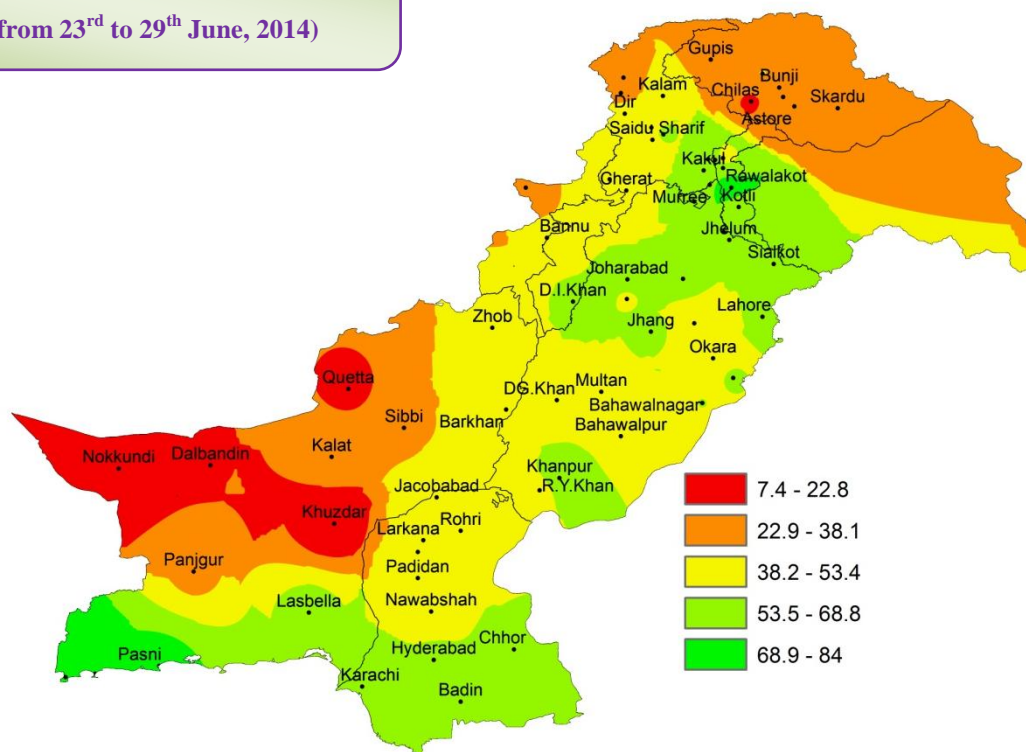 from 23rd to 29th June, 2014)
Gupis
Bunji
Kalam
Chilas
Skardu
Dir
Astore
Saidu Sharif
Kakul
Rawalakot
Cherat
Murree
Kotli
Bannu
Jhelum
Sialkot
Joharabad
D.I.Khan
Zhob
Jhang
Lahore
Okara
Quetta
DG.Khan
Multan
Bahawalnagar
Sibbi
Barkhan
Bahawalpur
Kalat
Nokkundi
Dalbandin
Khanpur
R.Y.Khan
Jacobabad
7.4 - 22.8
Khuzdar
Larkana
Rohri
22.9 - 38.1
Panjgur
Padidan
38.2 - 53.4
Lasbella
Nawabshah
53.5 - 68.8
Pasni
Hyderabad
Chhor
68.9 - 84
Karachi
Badin